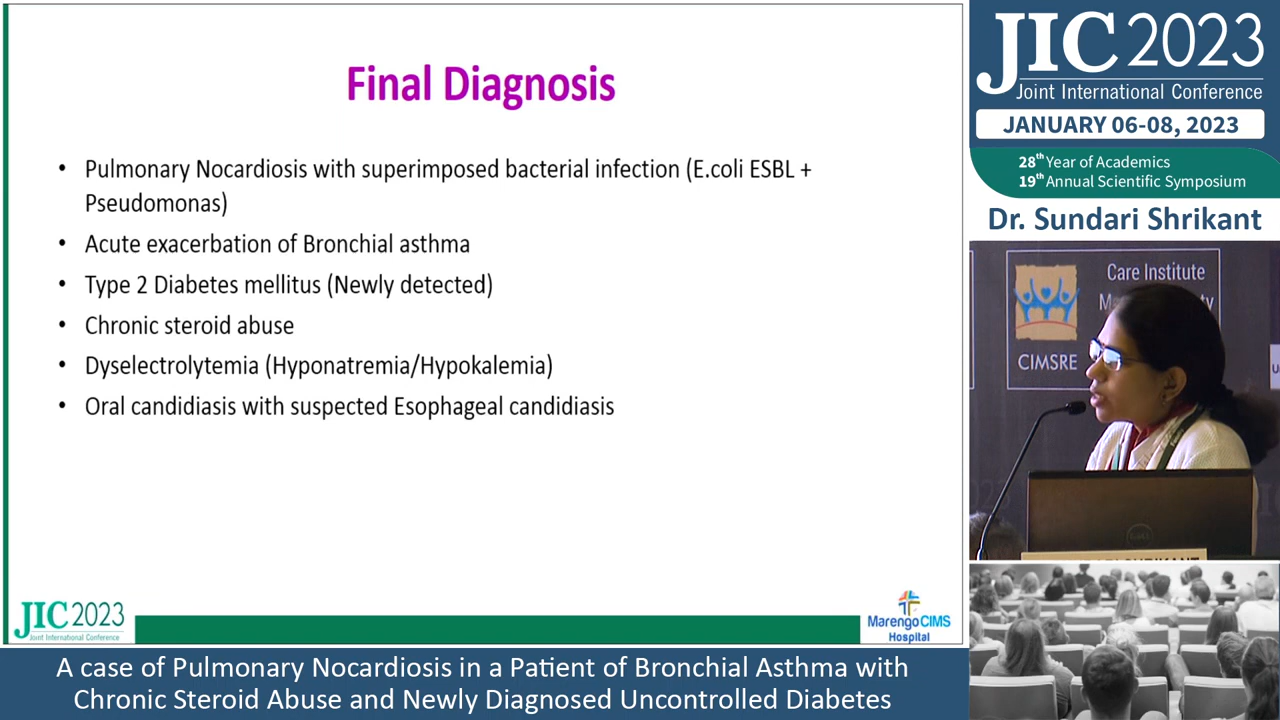 Final Diagnosis
• Pulmonary Nocardiosis with superimposed bacterial infection (E.coli ESBL +
Pseudomonas)
• Acute exacerbation of Bronchial asthma
• Type 2 Diabetes mellitus (Newly detected)
• Chronic steroid abuse
• Dyselectrolytemia (Hyponatremia/Hypokalemia)
• Oral candidiasis with suspected Esophageal candidiasis
JIC 2023
Joint International Conference
MarengoCIMS
Hospital
A case of Pulmonary Nocardiosis in a Patient of Bronchial Asthma with
Chronic Steroid Abuse and Newly Diagnosed Uncontrolled Diabetes
JIC 2023
Joint International Conference
JANUARY 06-08, 2023
28th Year of Academics
19th Annual Scientific Symposium
Dr. Sundari Shrikant
Care Institute
CIMSRE
DELL